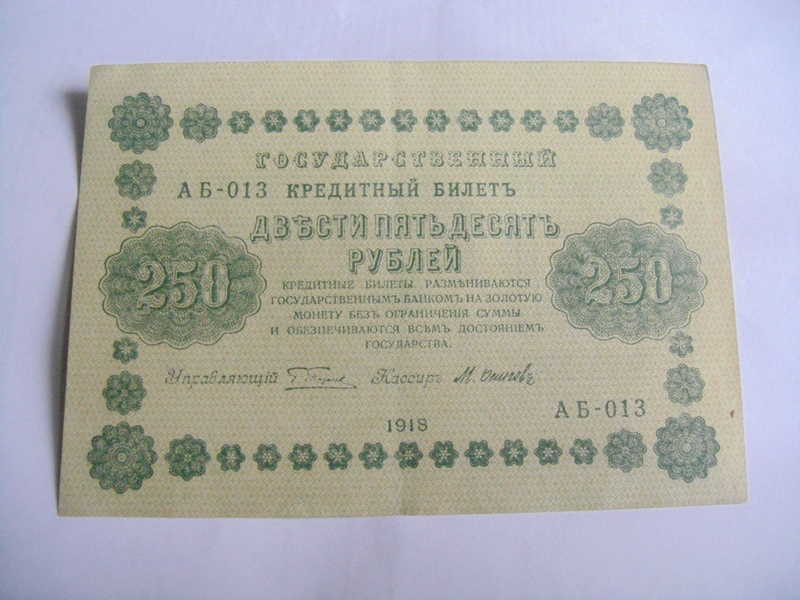 ГОСУДАРСТВЕННЫЙ
АБ-013 КРЕДИТНЫЙ БИЛЕТЪ
ДВѢСТИ ПЯТЬДЕСЯТЪ
РУБЛЕЙ
250 250
КРЕДИТНЫЕ БИЛЕТЫ РАЗМѢНИВАЮТСЯ
ГОСУДАРСТВЕННЫМЪ БАНКОМЪ НА ЗОЛОТУЮ
МОНЕТУ БЕЗЪ ОГРАНИЧЕНІЯ СУММЫ
И ОБЕЗПЕЧИВАЮТСЯ ВСѢМЪ ДОСТОЯНІЕМЪ
ГОСУДАРСТВА.
Управляющій Кассиръ М. Осиповъ
АБ-013
1918